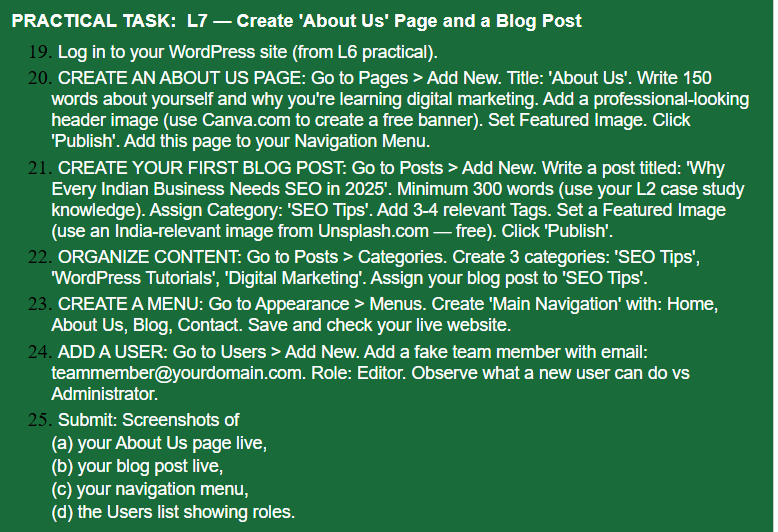 PRACTICAL TASK:  L7 — Create 'About Us' Page and a Blog Post
19. Log in to your WordPress site (from L6 practical).
20. CREATE AN ABOUT US PAGE: Go to Pages > Add New. Title: 'About Us'. Write 150
words about yourself and why you're learning digital marketing. Add a professional-looking
header image (use Canva.com to create a free banner). Set Featured Image. Click
'Publish'. Add this page to your Navigation Menu.
21. CREATE YOUR FIRST BLOG POST: Go to Posts > Add New. Write a post titled: 'Why
Every Indian Business Needs SEO in 2025'. Minimum 300 words (use your L2 case study
knowledge). Assign Category: 'SEO Tips'. Add 3-4 relevant Tags. Set a Featured Image
(use an India-relevant image from Unsplash.com — free). Click 'Publish'.
22. ORGANIZE CONTENT: Go to Posts > Categories. Create 3 categories: 'SEO Tips',
'WordPress Tutorials', 'Digital Marketing'. Assign your blog post to 'SEO Tips'.
23. CREATE A MENU: Go to Appearance > Menus. Create 'Main Navigation' with: Home,
About Us, Blog, Contact. Save and check your live website.
24. ADD A USER: Go to Users > Add New. Add a fake team member with email:
teammember@yourdomain.com. Role: Editor. Observe what a new user can do vs
Administrator.
25. Submit: Screenshots of
(a) your About Us page live,
(b) your blog post live,
(c) your navigation menu,
(d) the Users list showing roles.